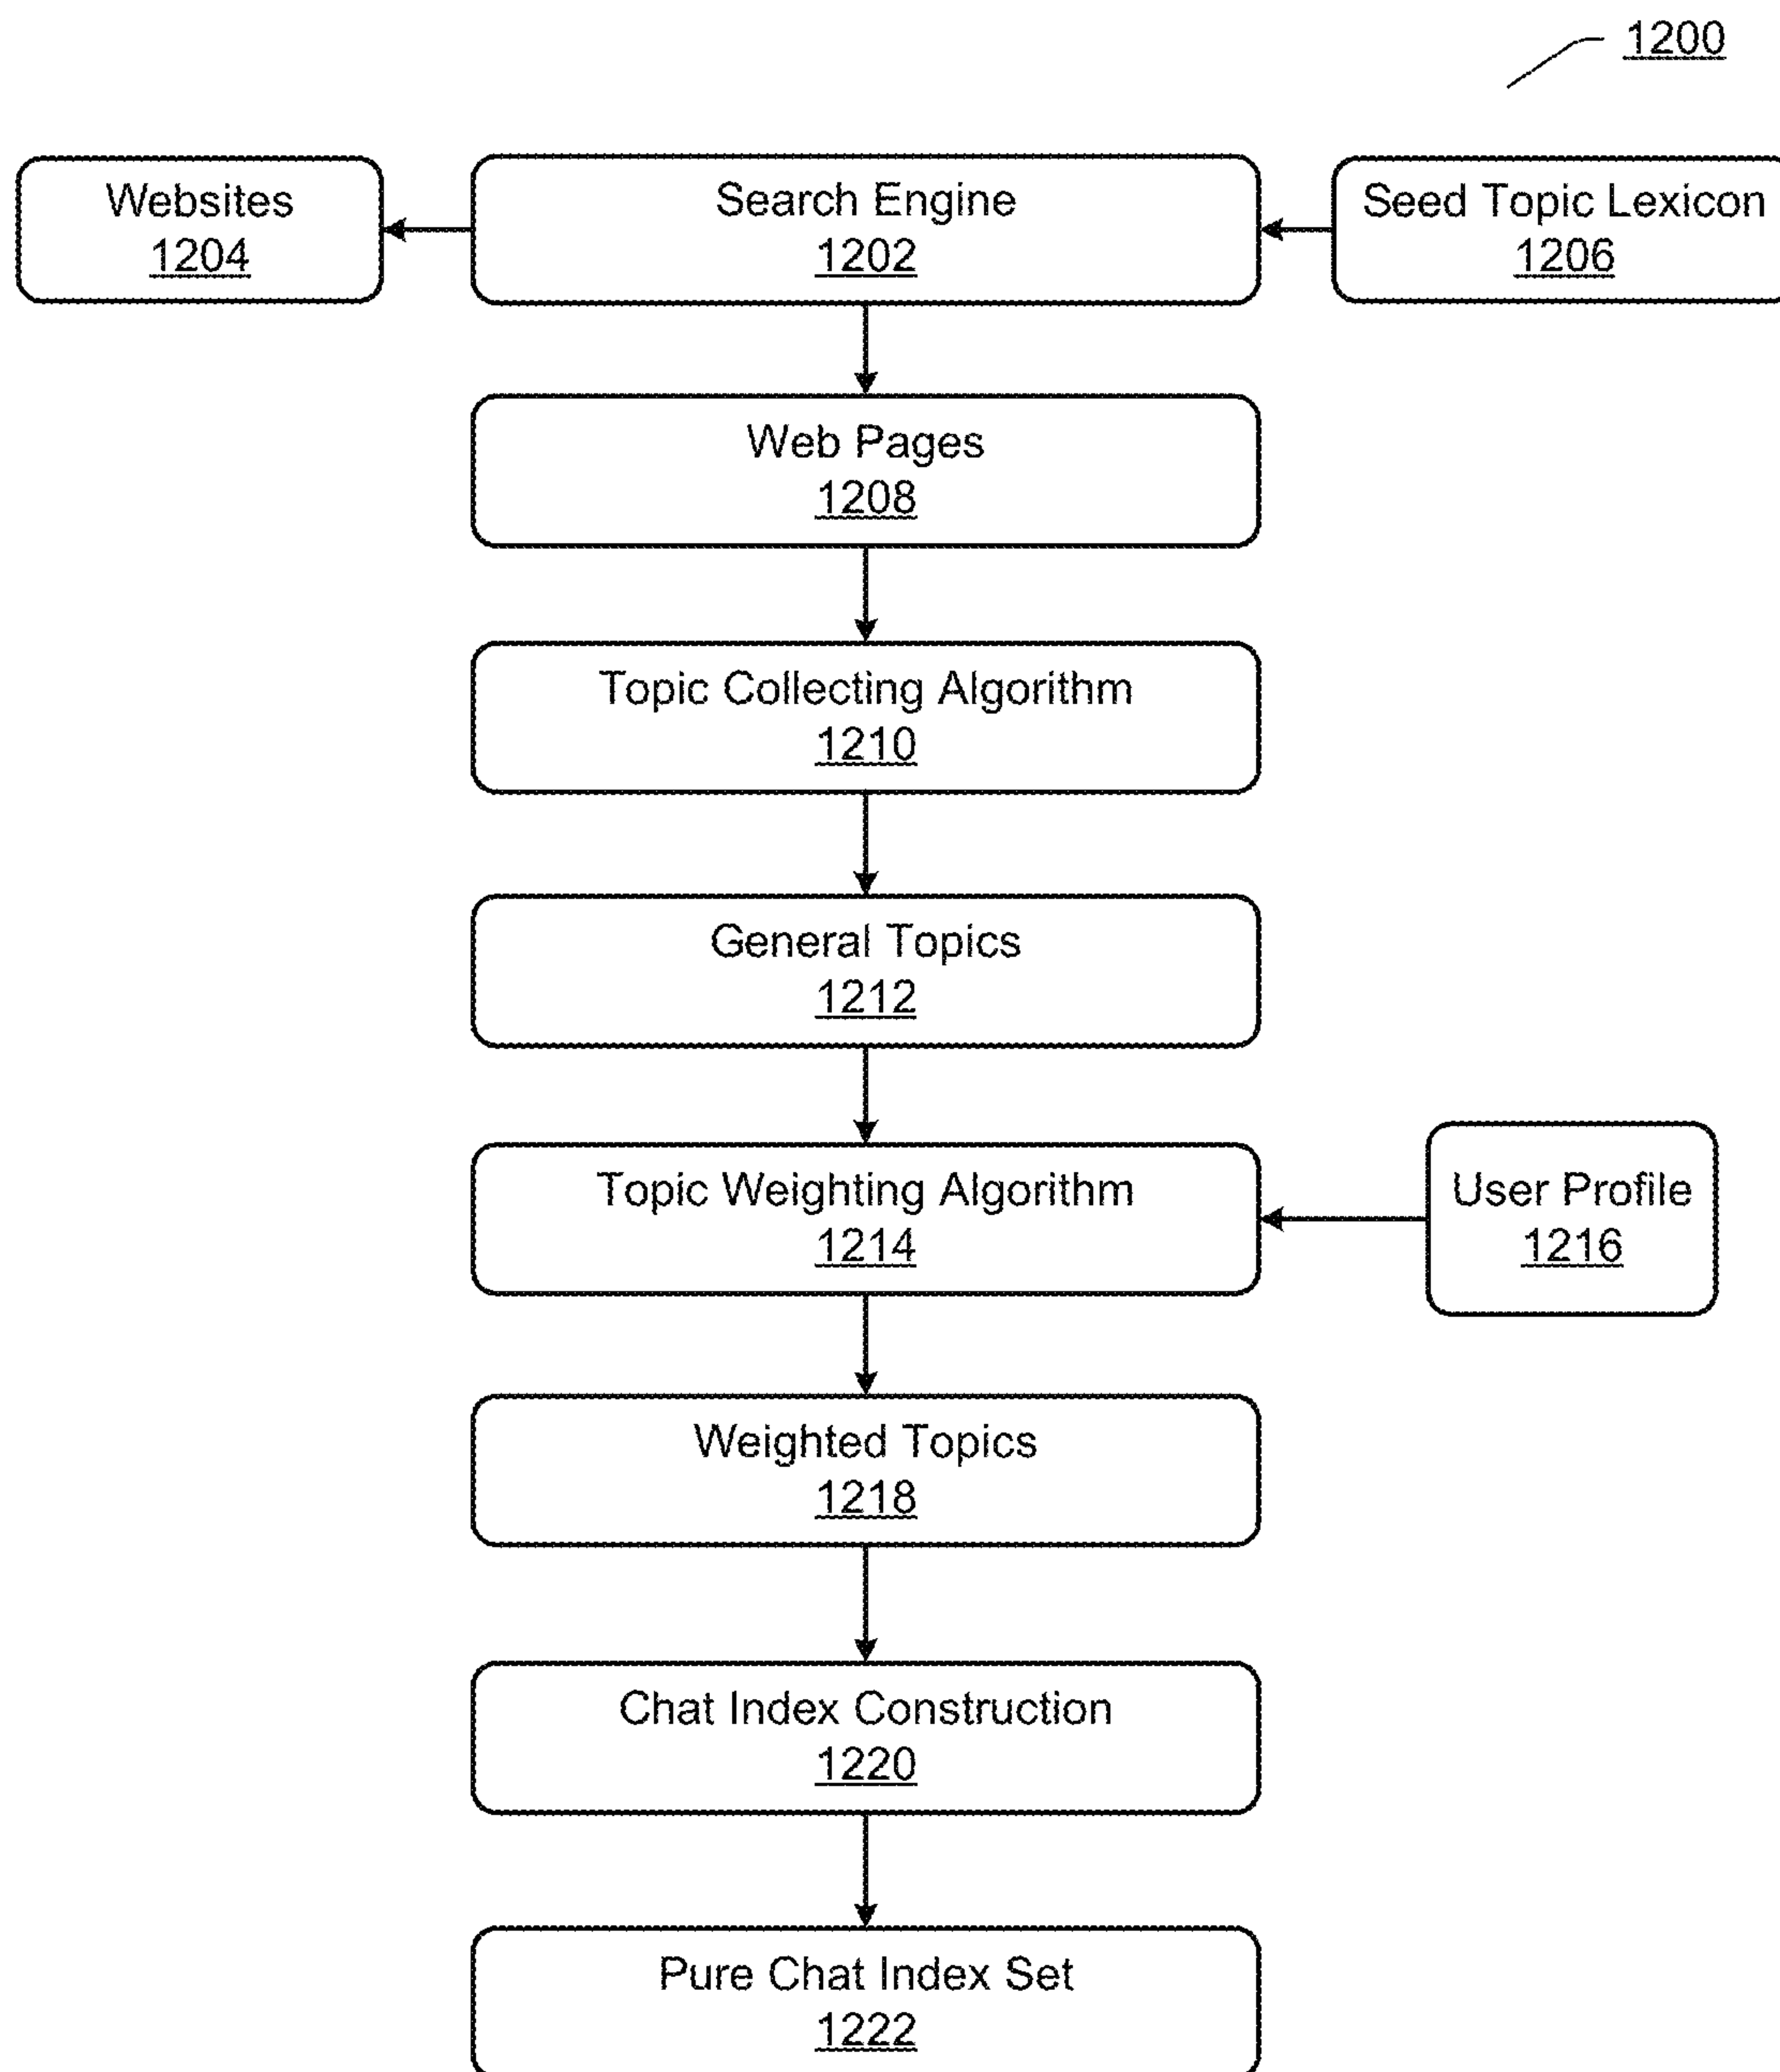 1200
Websites
1204
Search Engine
1202
Seed Topic Lexicon
1206
Web Pages
1208
Topic Collecting Algorithm
1210
General Topics
1212
Topic Weighting Algorithm
1214
User Profile
1216
Weighted Topics
1218
Chat Index Construction
1220
Pure Chat Index Set
1222